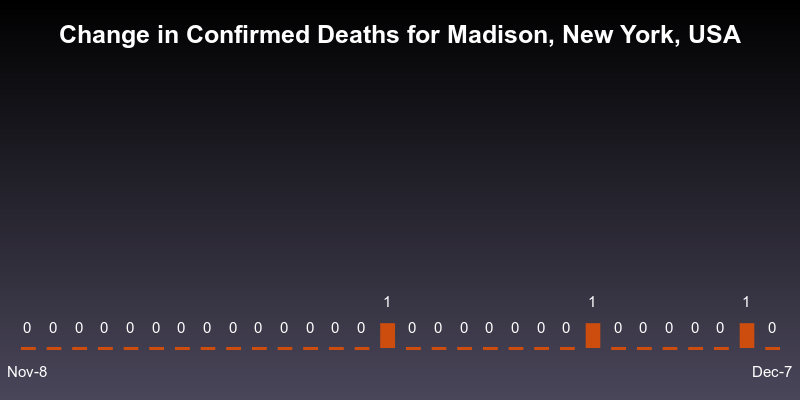 Change in Confirmed Deaths for Madison, New York, USA
0 0 0 0 0 0 0 0 0 0 0 0 0 0 1 0 0 0 0 0 0 0 1 0 0 0 0 0 1 0
Nov-8 Dec-7